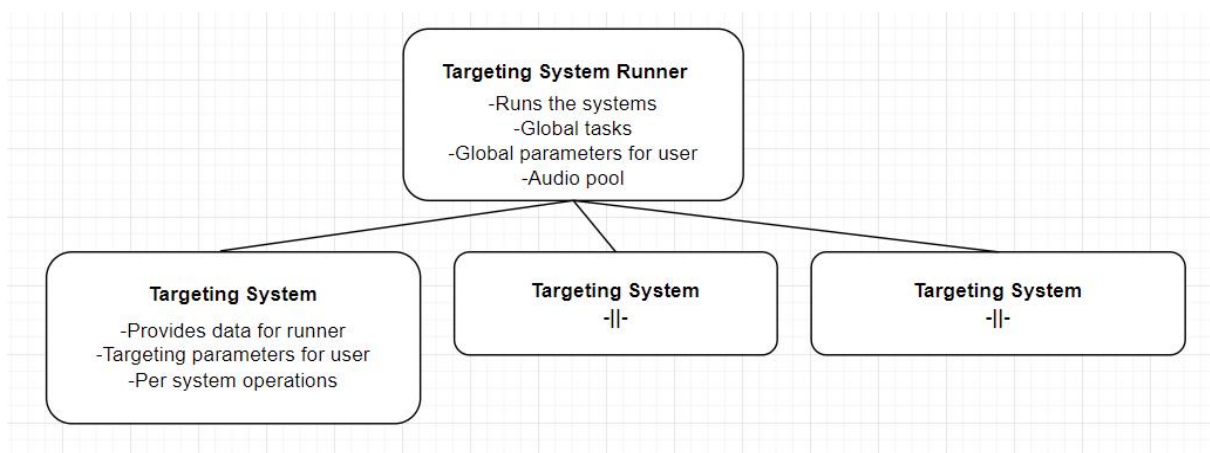 Targeting System Runner
-Runs the systems
-Global tasks
-Global parameters for user
-Audio pool
Targeting System
-Provides data for runner
-Targeting parameters for user
-Per system operations
Targeting System
-||-
Targeting System
-||-